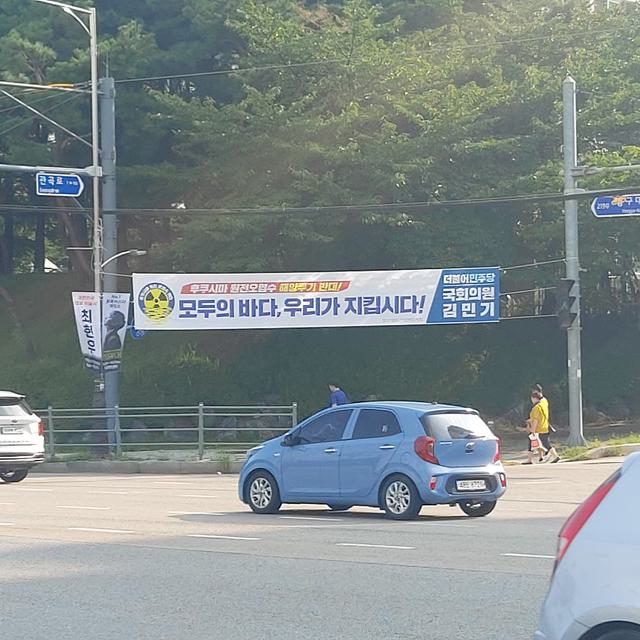 관곡로
후쿠시마 원전오염수 해양투기 반대!
모두의 바다, 우리가 지킵시다!
더불어민주당
국회의원
김민기
최현우